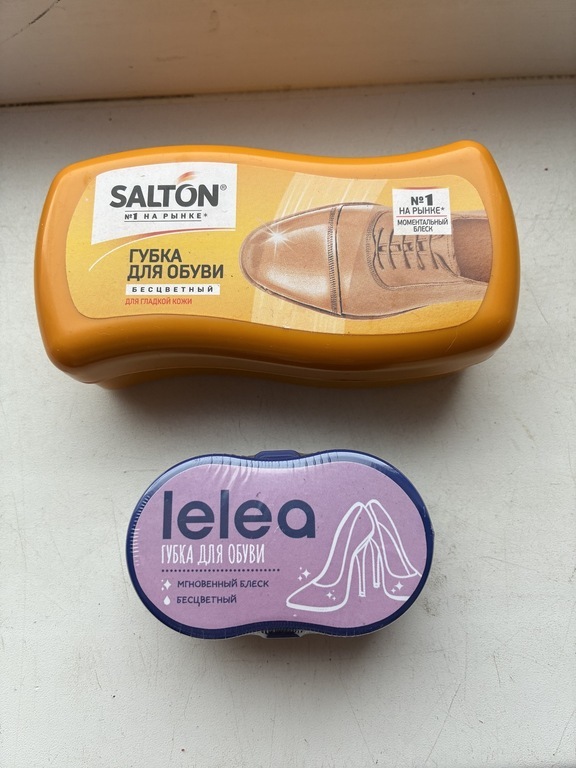 SALTON®
№1 НА РЫНКЕ*
ГУБКА
ДЛЯ ОБУВИ
БЕСЦВЕТНЫЙ
ДЛЯ ГЛАДКОЙ КОЖИ
№1
НА РЫНКЕ*
МОМЕНТАЛЬНЫЙ
БЛЕСК
lelea
ГУБКА ДЛЯ ОБУВИ
МГНОВЕННЫЙ БЛЕСК
БЕСЦВЕТНЫЙ